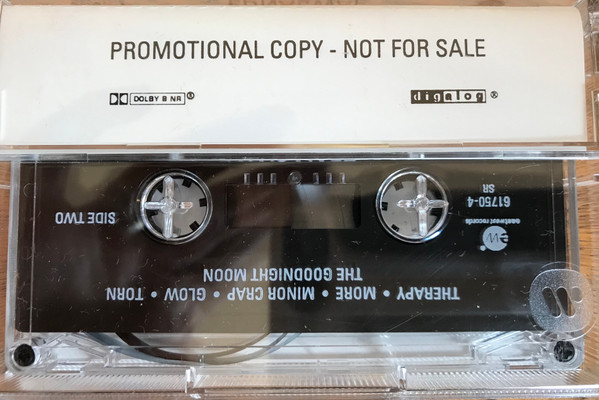 PROMOTIONAL COPY - NOT FOR SALE
DOLBY B NR®
digalog®
SIDE TWO
eastwest records
61750-4
SR
THERAPY • MORE • MINOR CRAP • GLOW • TORN
THE GOODNIGHT MOON